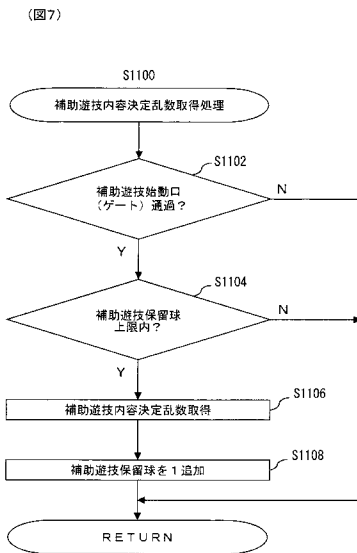 (図7)
S1100
補助遊技内容決定乱数取得処理
S1102
補助遊技始動口
(ゲート)通過?
N
Y
S1104
補助遊技保留球
上限内?
N
Y
S1106
補助遊技内容決定乱数取得
S1108
補助遊技保留球を1追加
RETURN